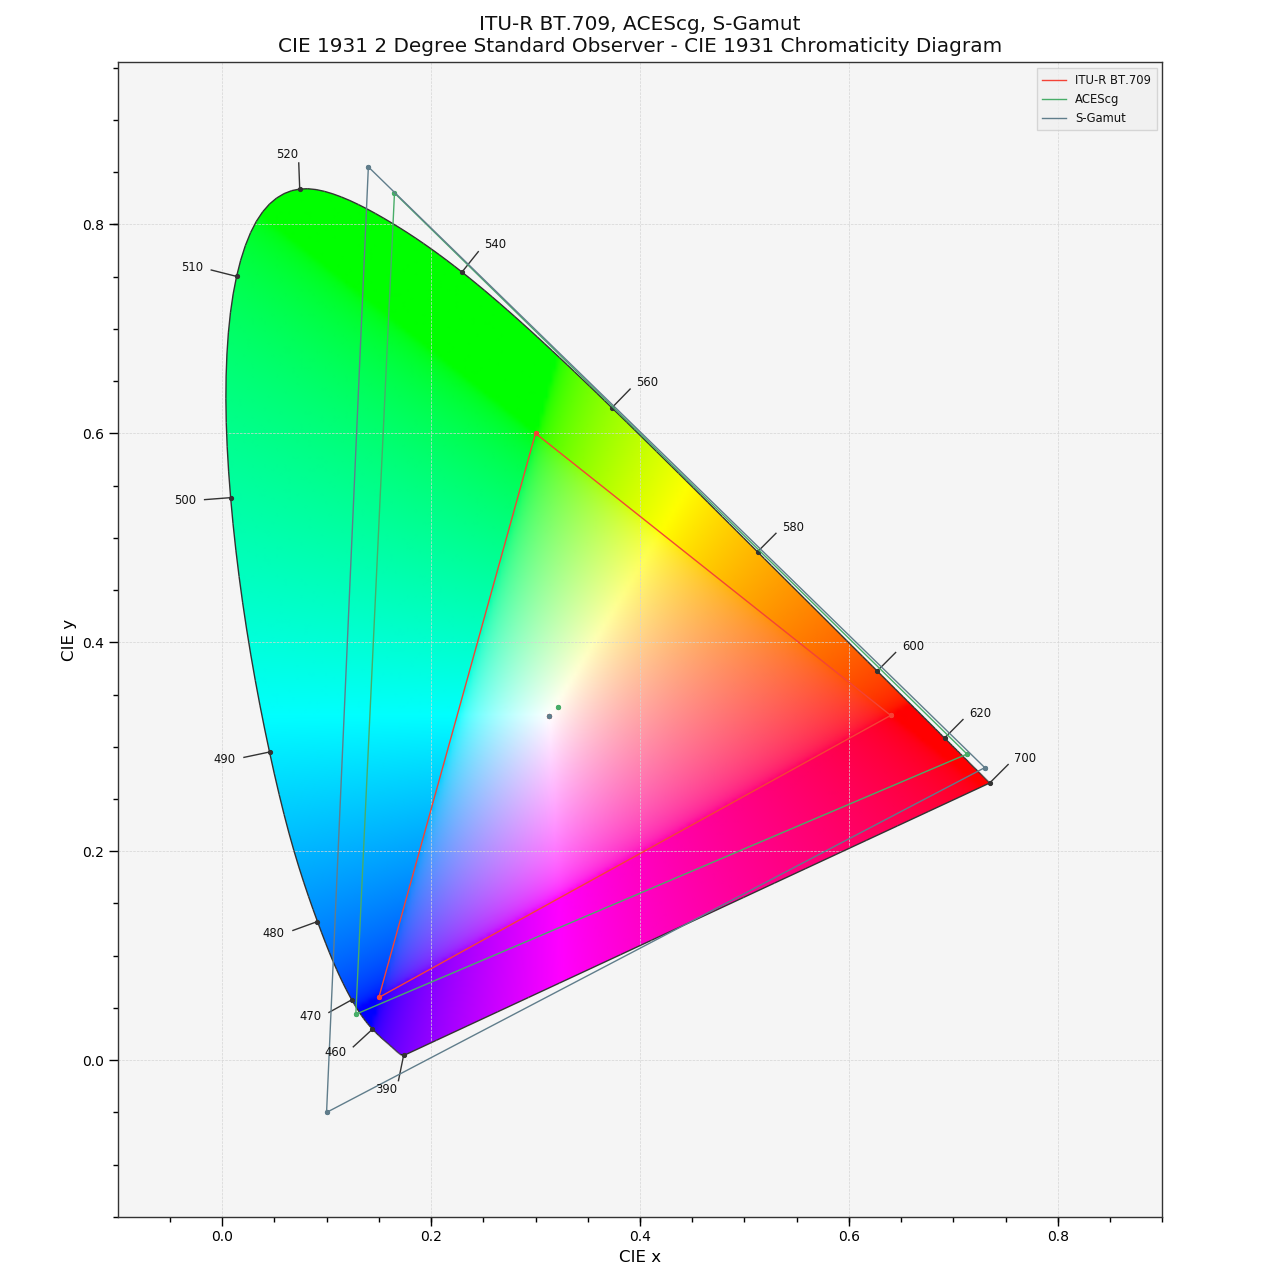 ITU-R BT.709, ACEScg, S-Gamut
CIE 1931 2 Degree Standard Observer - CIE 1931 Chromaticity Diagram
ITU-R BT.709
ACEScg
S-Gamut
520
540
510
560
500
580
600
620
490
700
480
470
460
390
CIE y
0.8
0.6
0.4
0.2
0.0
0.0 0.2 0.4 0.6 0.8
CIE x